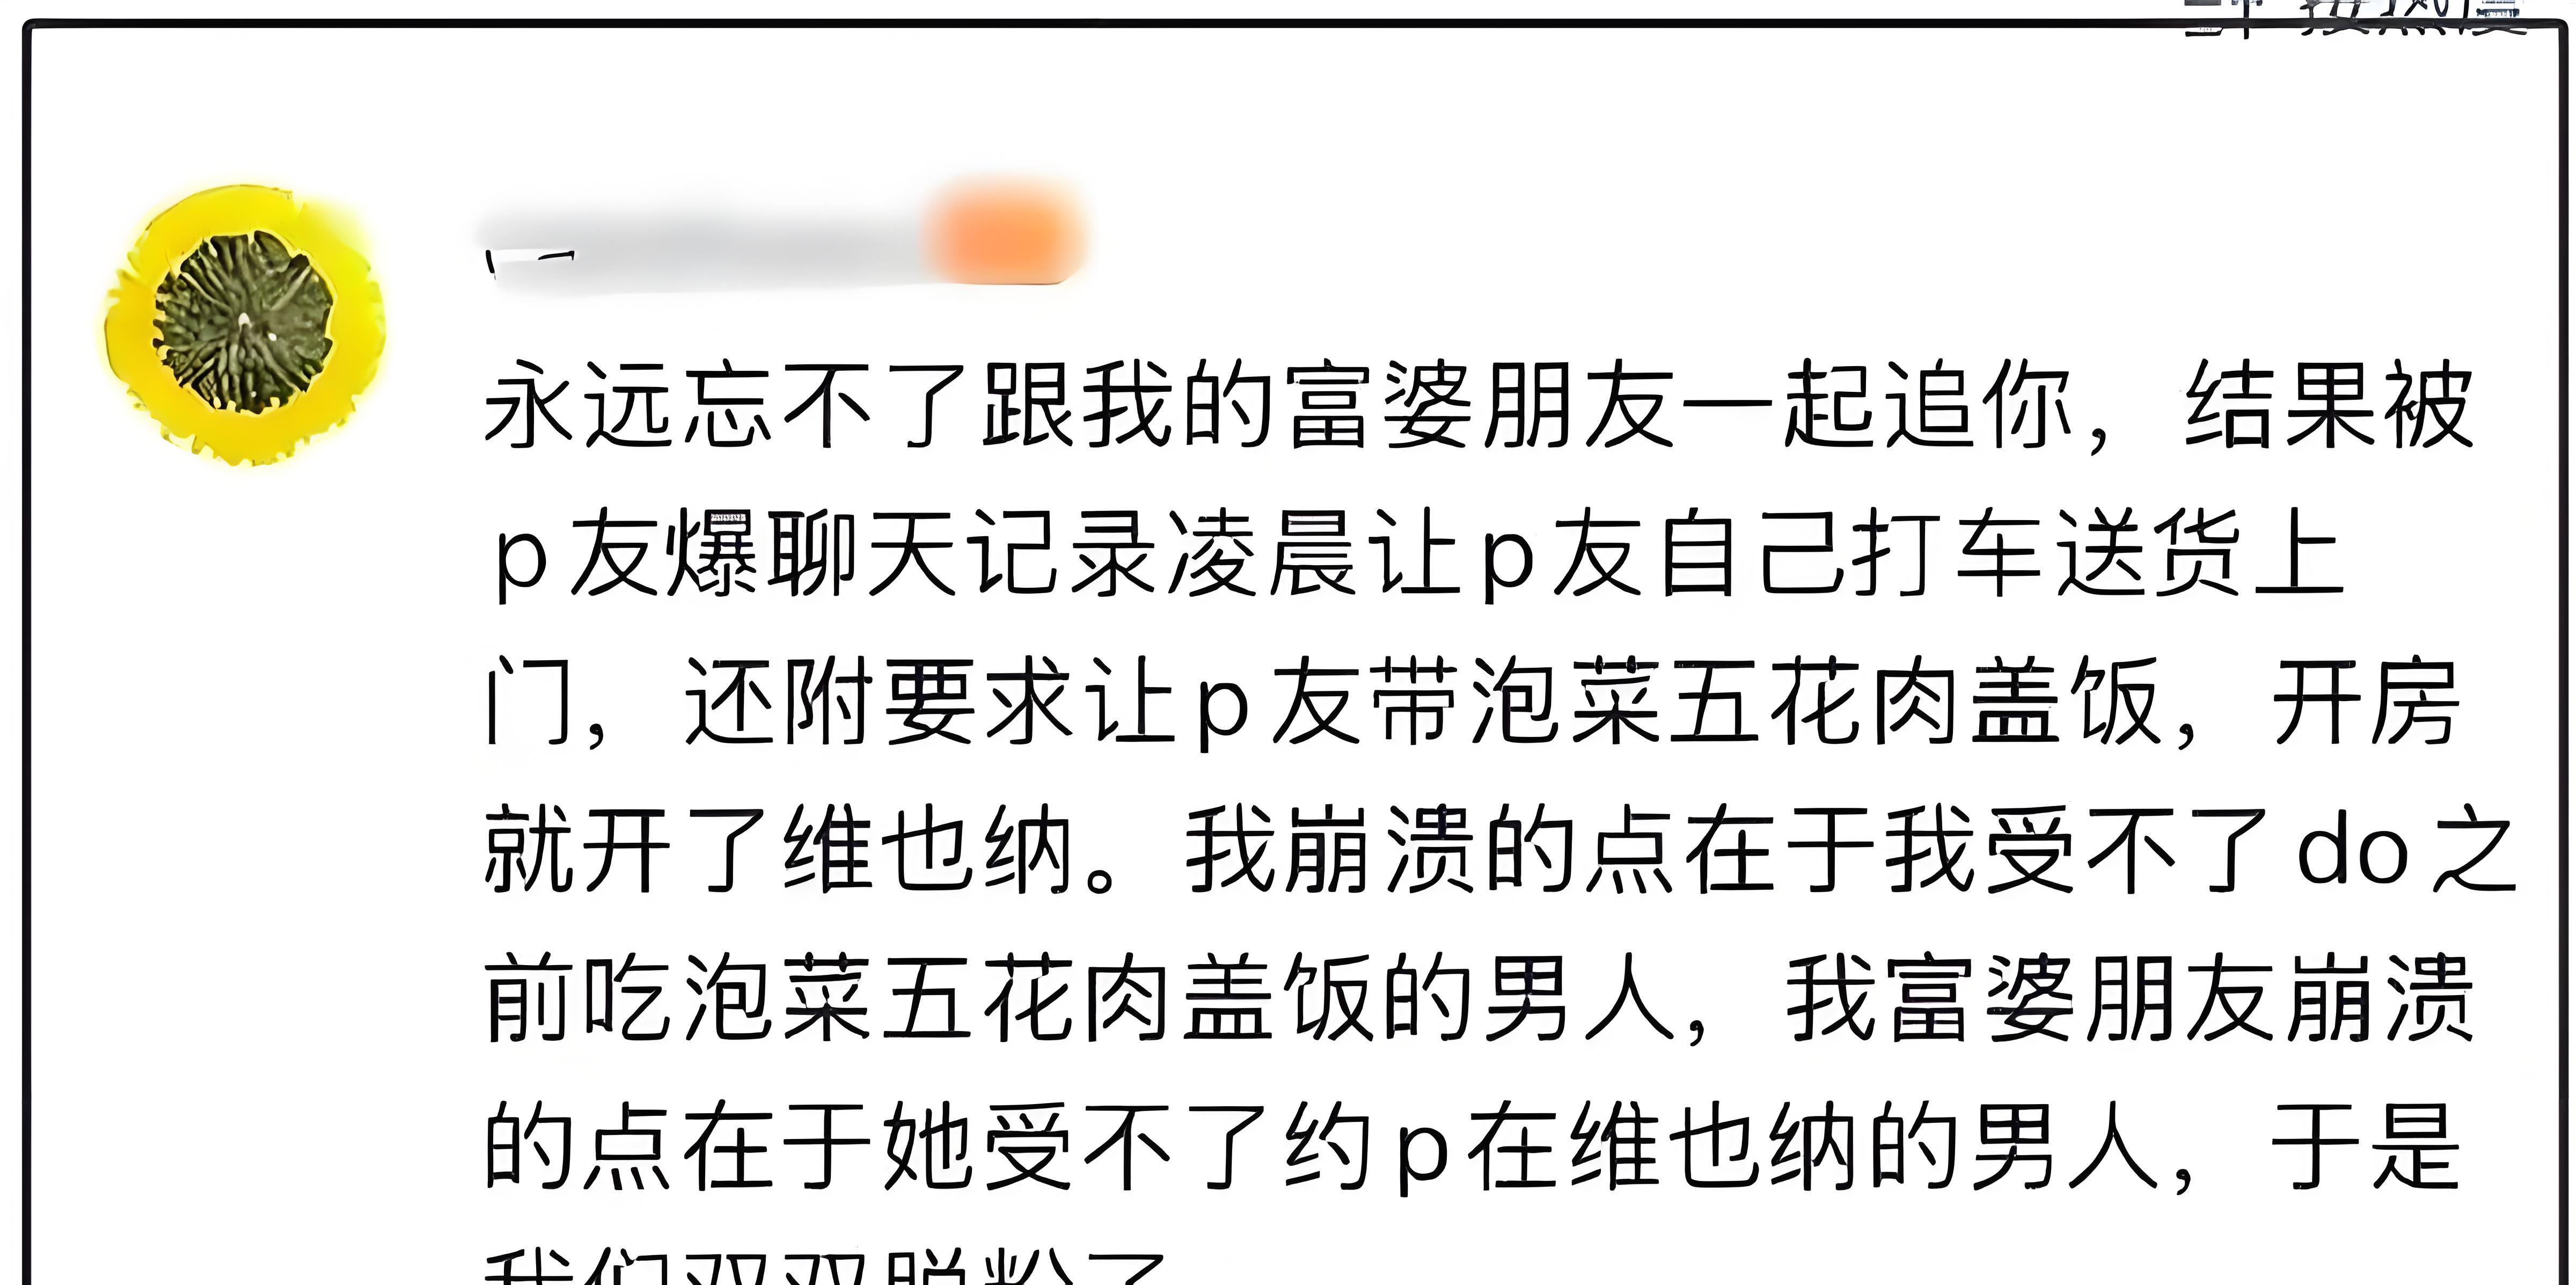 永远忘不了跟我的富婆朋友一起追你，结果被
p友爆聊天记录凌晨让p友自己打车送货上
门，还附要求让p友带泡菜五花肉盖饭，开房
就开了维也纳。我崩溃的点在于我受不了do之
前吃泡菜五花肉盖饭的男人，我富婆朋友崩溃
的点在于她受不了约p在维也纳的男人，于是
我们双双脱粉了